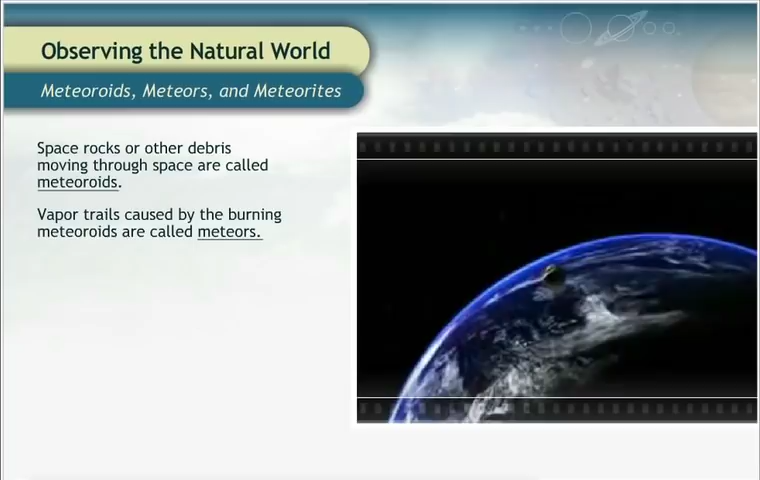 Observing the Natural World
Meteoroids, Meteors, and Meteorites
Space rocks or other debris
moving through space are called
meteoroids.
Vapor trails caused by the burning
meteoroids are called meteors.